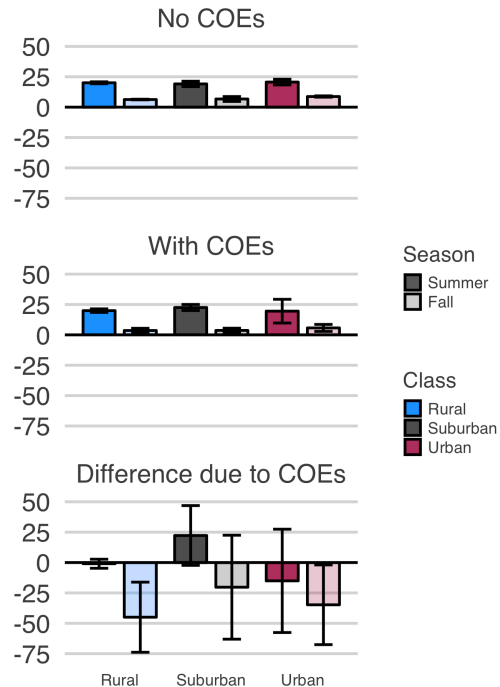 No COEs
50
25
0
-25
-50
-75
With COEs
50
25
0
-25
-50
-75
Season
Summer
Fall
Class
Rural
Suburban
Urban
Difference due to COEs
50
25
0
-25
-50
-75
Rural Suburban Urban